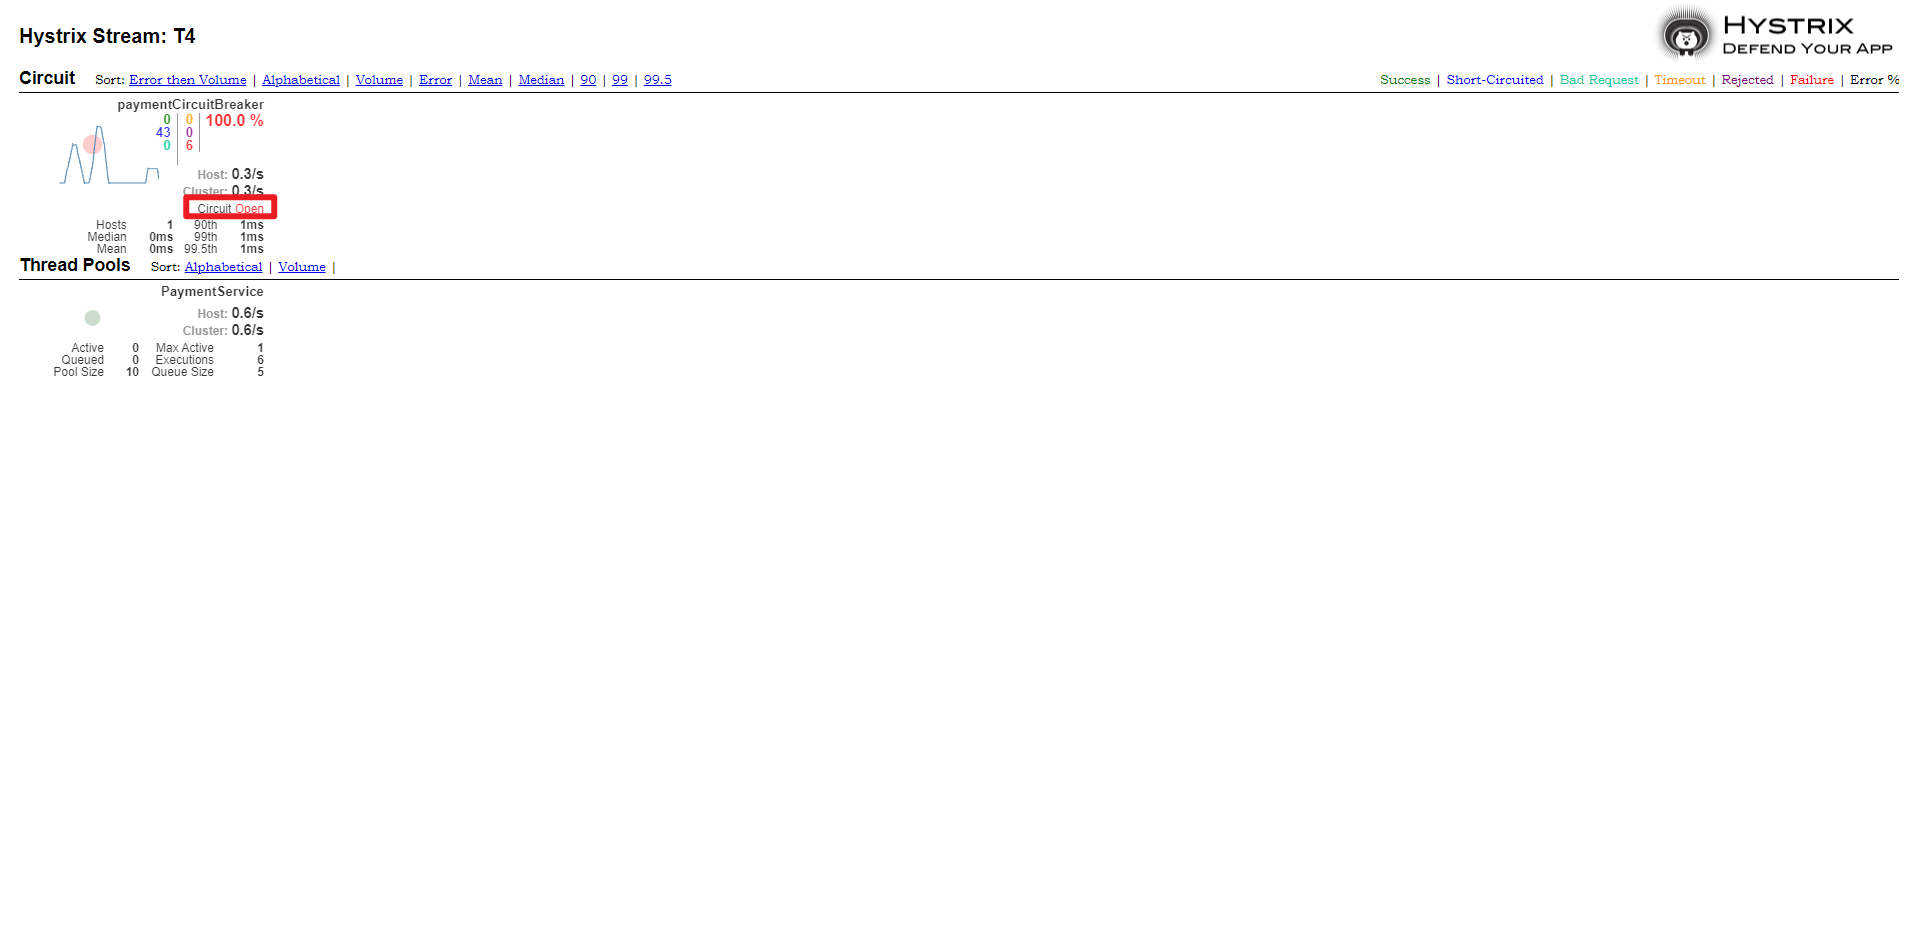 Hystrix Stream: T4
HYSTRIX
DEFEND YOUR APP
Circuit Sort: Error then Volume | Alphabetical | Volume | Error | Mean | Median | 90 | 99 | 99.5
Success | Short-Circuited | Bad Request | Timeout | Rejected | Failure | Error %
paymentCircuitBreaker
0 0 100.0 %
43 0
0 6
Host: 0.3/s
Cluster: 0.3/s
Circuit Open
Hosts 1 90th 1ms
Median 0ms 99th 1ms
Mean 0ms 99.5th 1ms
Thread Pools Sort: Alphabetical | Volume |
PaymentService
Host: 0.6/s
Cluster: 0.6/s
Active 0 Max Active 1
Queued 0 Executions 6
Pool Size 10 Queue Size 5